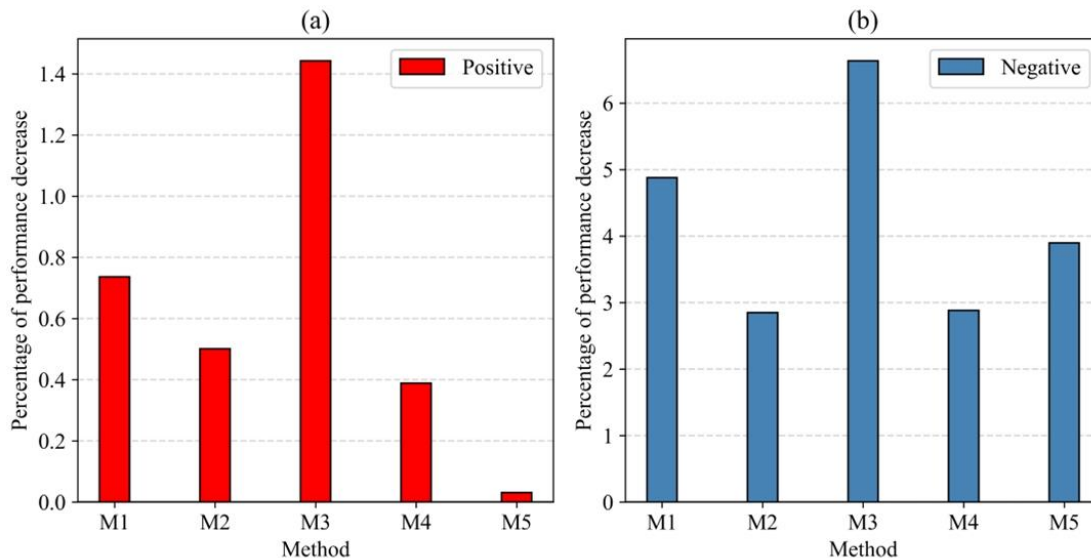 (a)
Percentage of performance decrease
1.4
1.2
1.0
0.8
0.6
0.4
0.2
0.0
Positive
M1 M2 M3 M4 M5
Method
(b)
Percentage of performance decrease
6
5
4
3
2
1
0
Negative
M1 M2 M3 M4 M5
Method